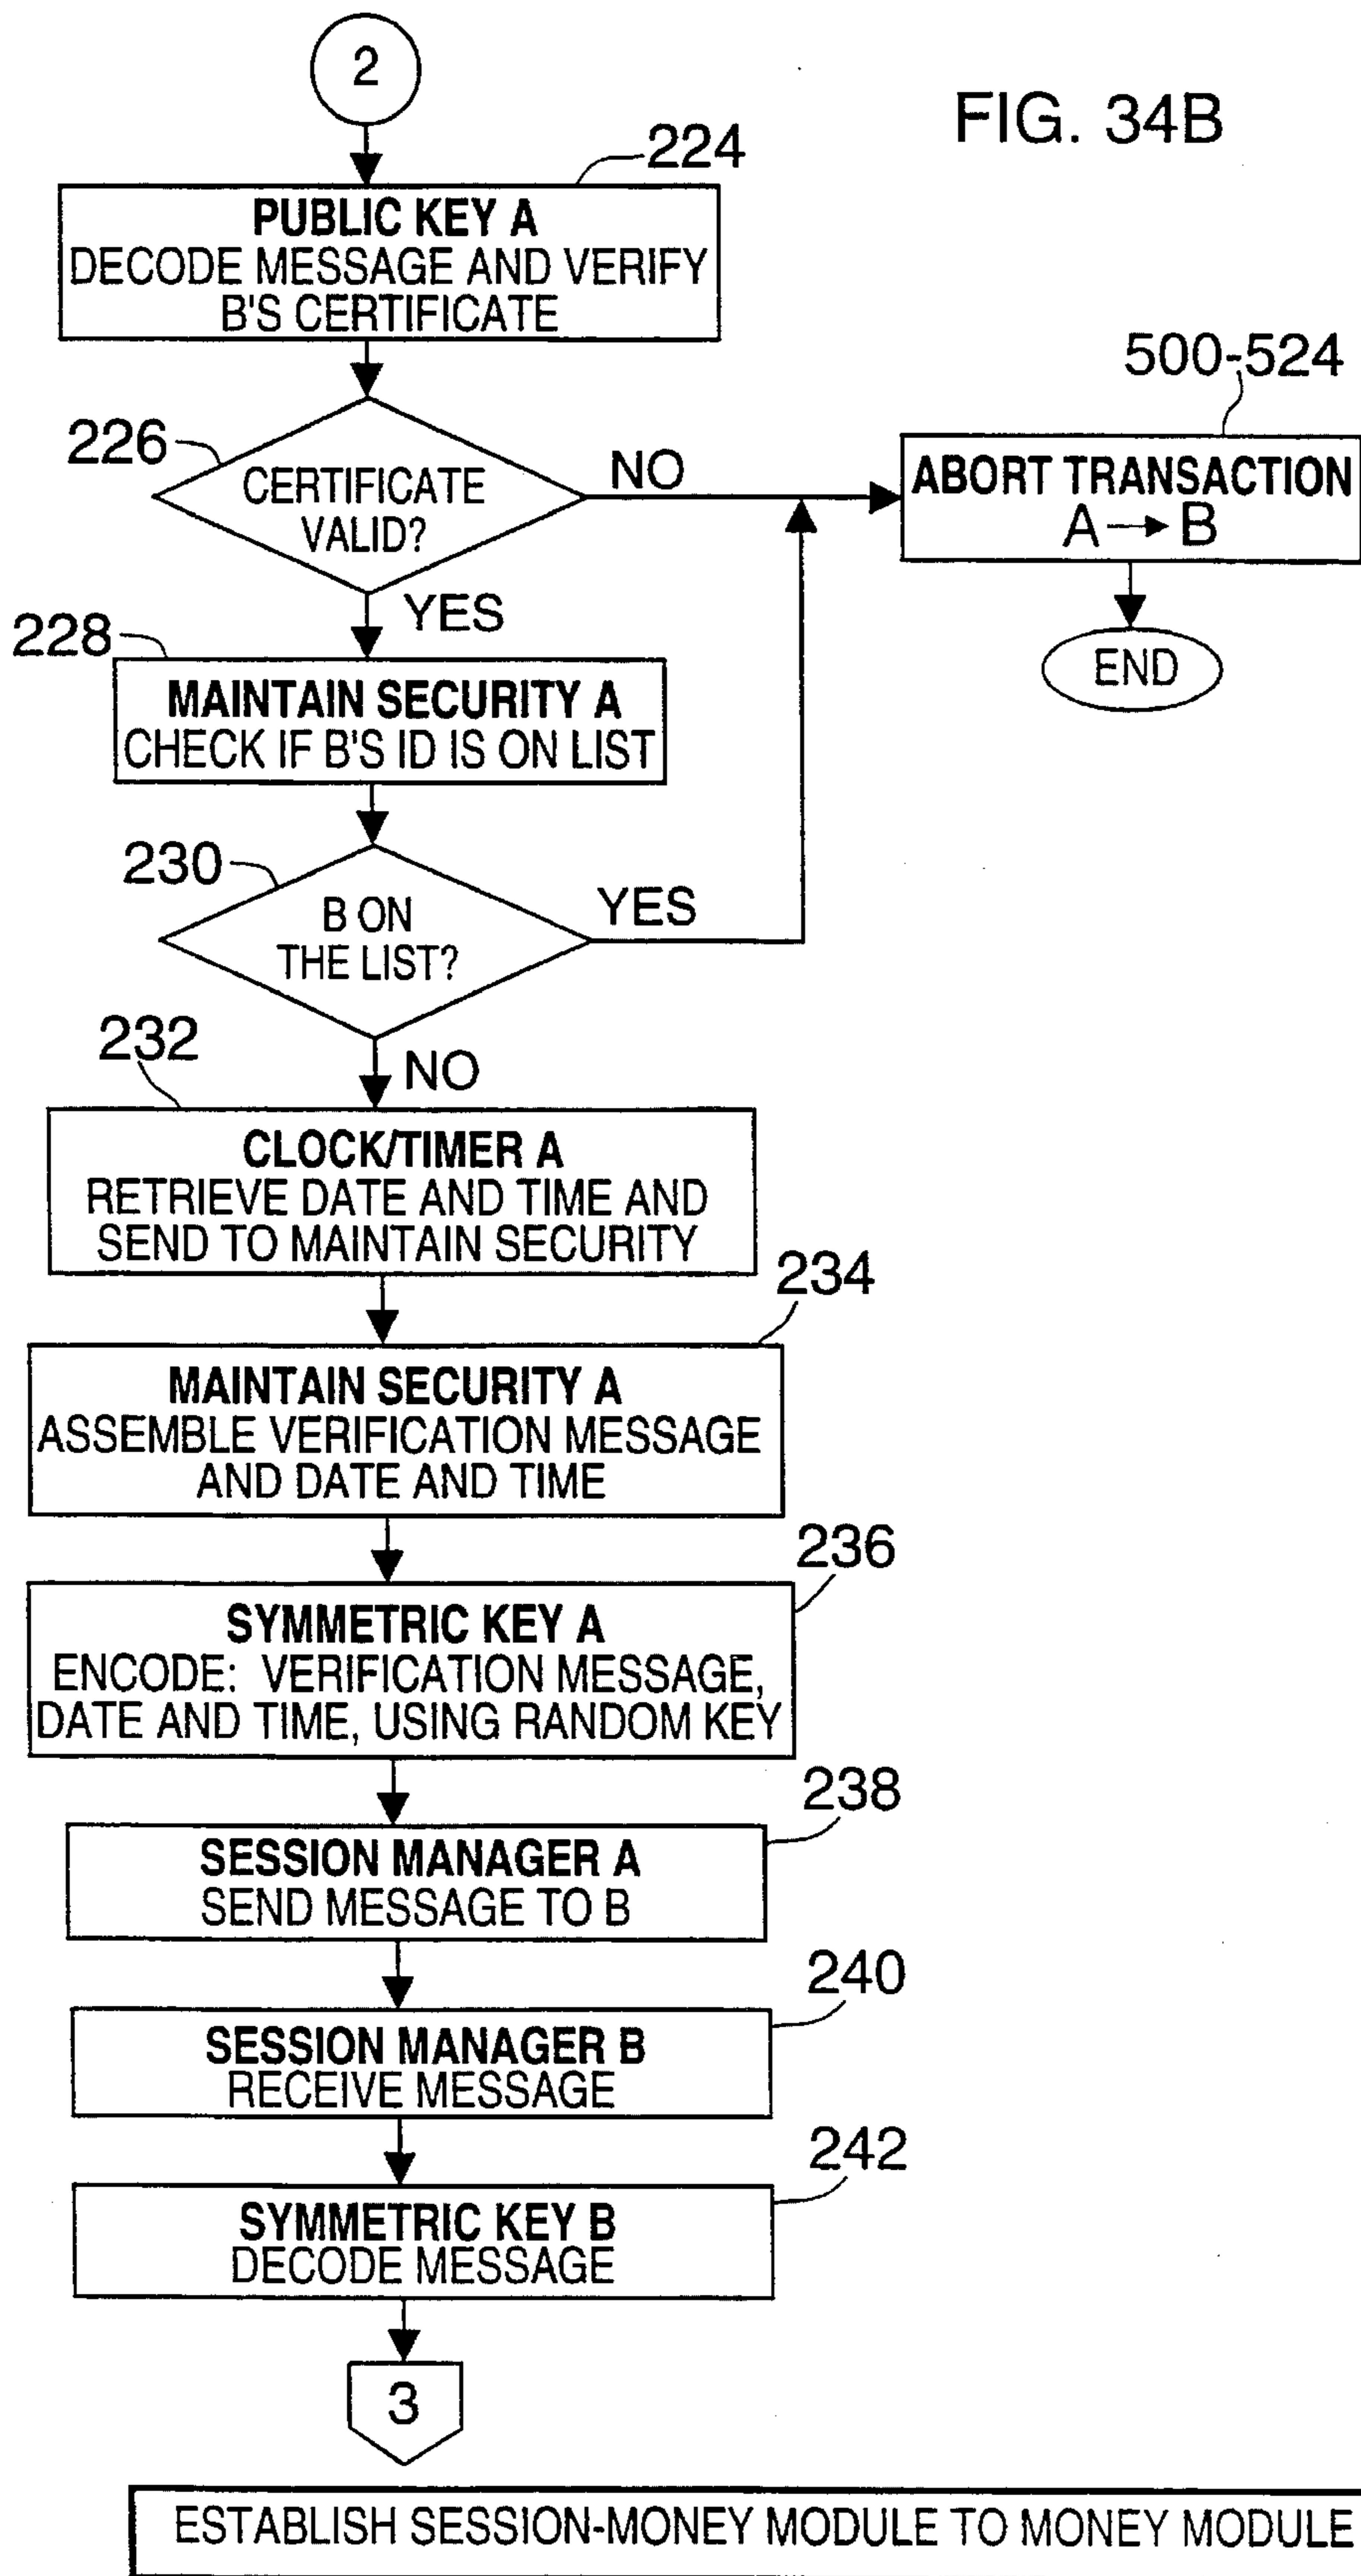 2
FIG. 34B
224
PUBLIC KEY A
DECODE MESSAGE AND VERIFY
B'S CERTIFICATE
500-524
226
CERTIFICATE
VALID?
NO
ABORT TRANSACTION
A → B
YES
END
228
MAINTAIN SECURITY A
CHECK IF B'S ID IS ON LIST
230
B ON
THE LIST?
YES
NO
232
CLOCK/TIMER A
RETRIEVE DATE AND TIME AND
SEND TO MAINTAIN SECURITY
234
MAINTAIN SECURITY A
ASSEMBLE VERIFICATION MESSAGE
AND DATE AND TIME
236
SYMMETRIC KEY A
ENCODE: VERIFICATION MESSAGE,
DATE AND TIME, USING RANDOM KEY
238
SESSION MANAGER A
SEND MESSAGE TO B
240
SESSION MANAGER B
RECEIVE MESSAGE
242
SYMMETRIC KEY B
DECODE MESSAGE
3
ESTABLISH SESSION-MONEY MODULE TO MONEY MODULE